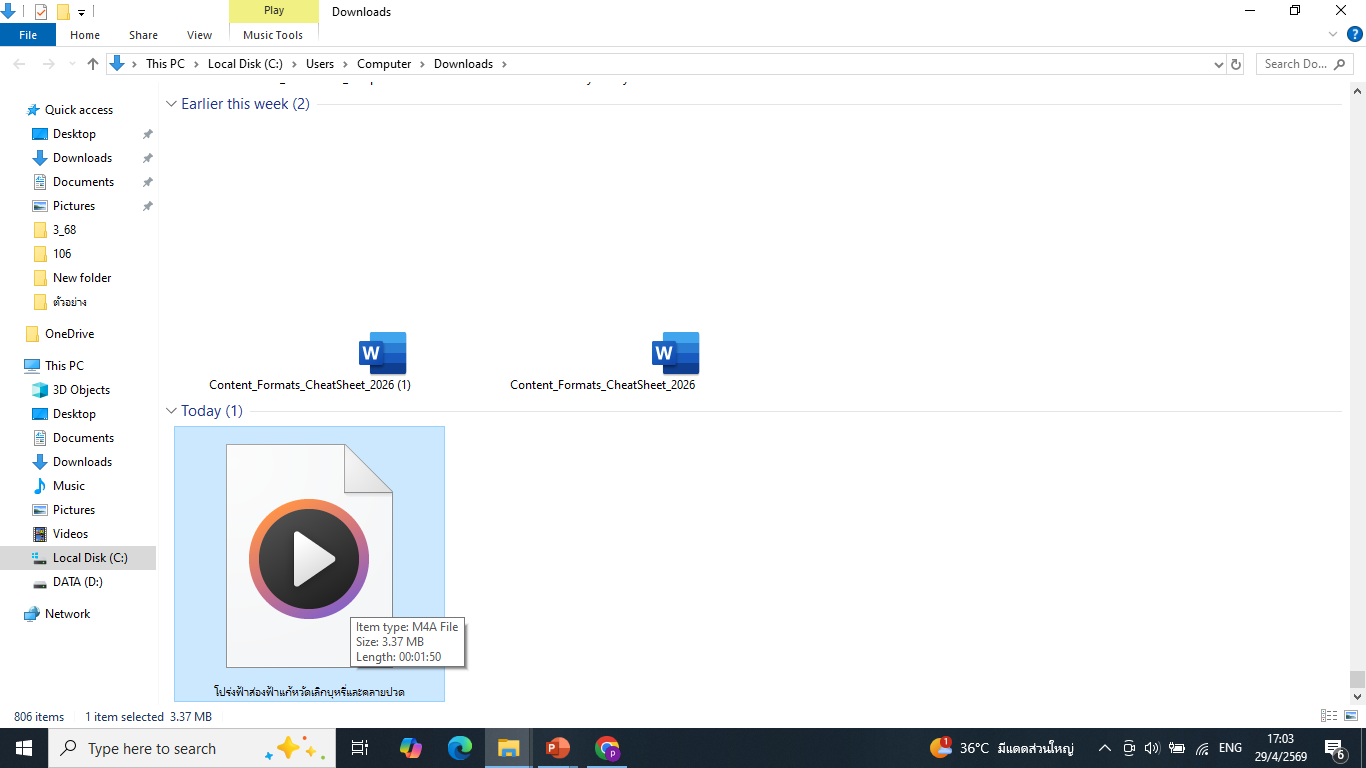 Play
Downloads
File
Home
Share
View
Music Tools
This PC
Local Disk (C:)
Users
Computer
Downloads
Search Do...
Quick access
Desktop
Downloads
Documents
Pictures
3_68
106
New folder
ตัวอย่าง
OneDrive
This PC
3D Objects
Desktop
Documents
Downloads
Music
Pictures
Videos
Local Disk (C:)
DATA (D:)
Network
Earlier this week (2)
Content_Formats_CheatSheet_2026 (1)
Content_Formats_CheatSheet_2026
Today (1)
Item type: M4A File
Size: 3.37 MB
Length: 00:01:50
โปร่งฟ้าส่องฟ้าแก้หวัดเลิกบุหรี่และคลายปวด
806 items
1 item selected 3.37 MB
Type here to search
1
36°C มีแดดส่วนใหญ่
ENG
17:03
29/4/2569
6